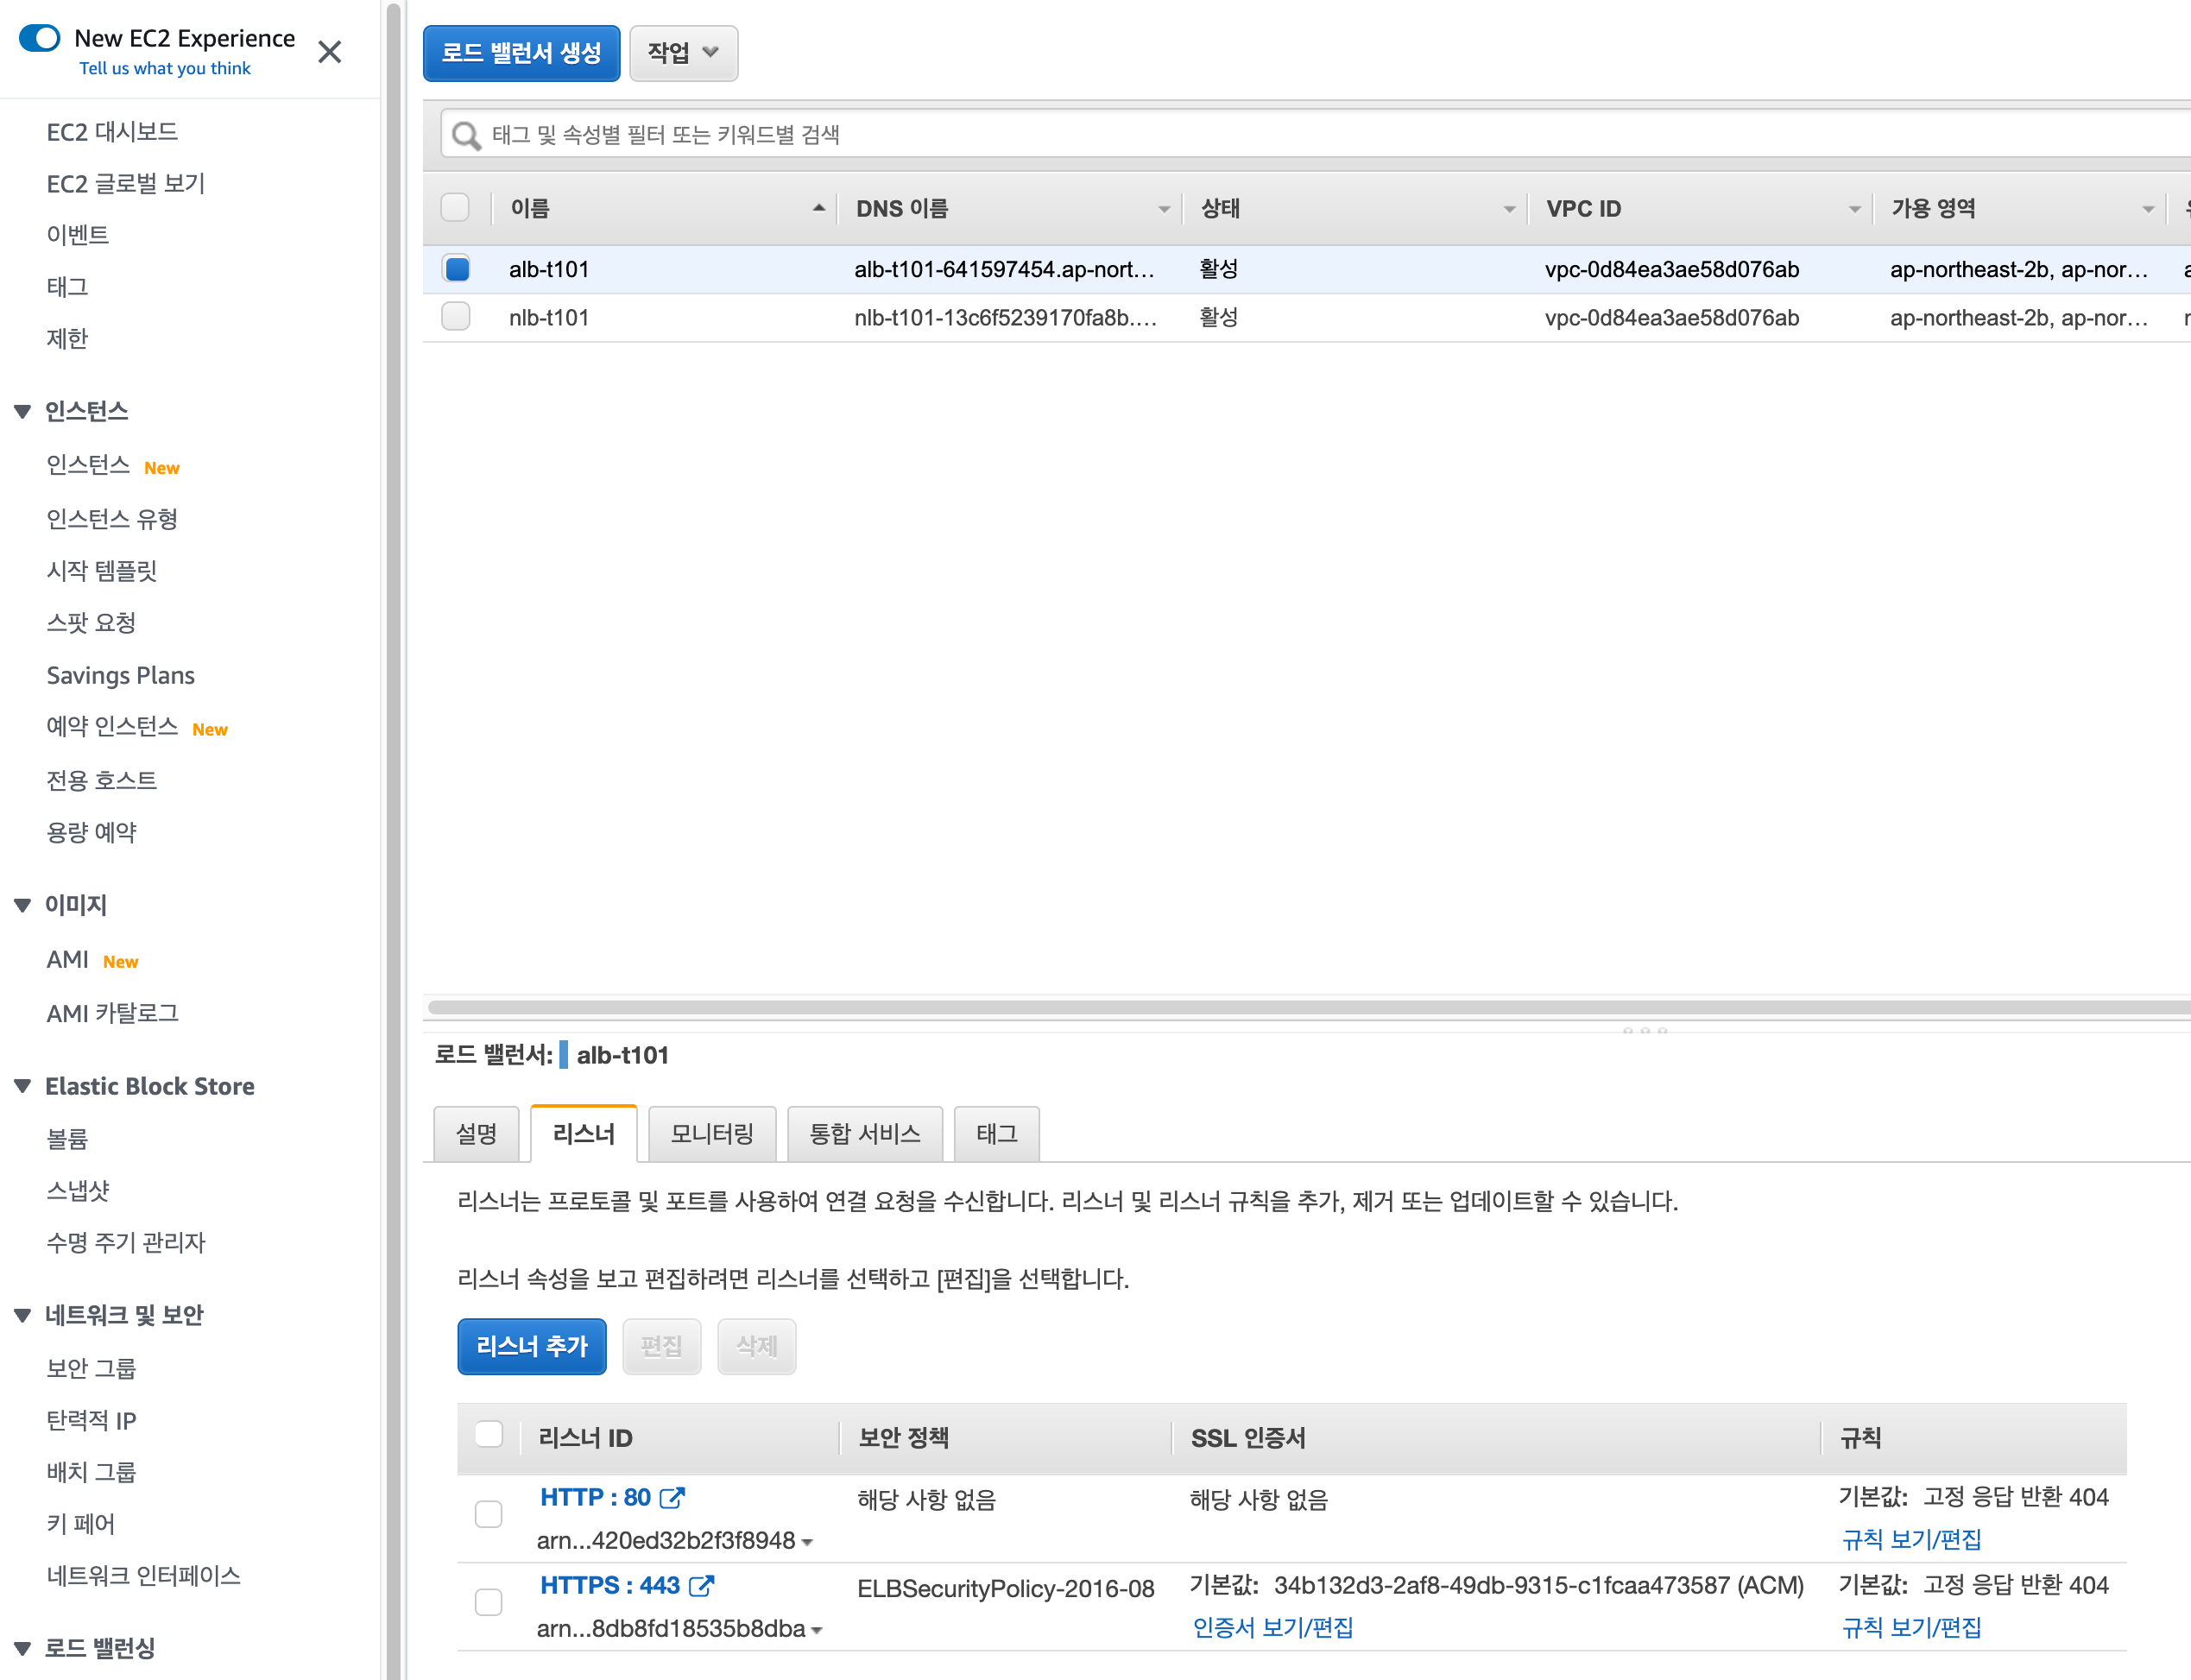 New EC2 Experience
Tell us what you think
EC2 대시보드
EC2 글로벌 보기
이벤트
태그
제한
인스턴스
인스턴스 New
인스턴스 유형
시작 템플릿
스팟 요청
Savings Plans
예약 인스턴스 New
전용 호스트
용량 예약
이미지
AMI New
AMI 카탈로그
Elastic Block Store
볼륨
스냅샷
수명 주기 관리자
네트워크 및 보안
보안 그룹
탄력적 IP
배치 그룹
키 페어
네트워크 인터페이스
로드 밸런싱
로드 밸런서 생성 작업
태그 및 속성별 필터 또는 키워드별 검색
이름 DNS 이름 상태 VPC ID 가용 영역
alb-t101 alb-t101-641597454.ap-nort... 활성 vpc-0d84ea3ae58d076ab ap-northeast-2b, ap-nor...
nlb-t101 nlb-t101-13c6f5239170fa8b.... 활성 vpc-0d84ea3ae58d076ab ap-northeast-2b, ap-nor...
로드 밸런서: alb-t101
설명 리스너 모니터링 통합 서비스 태그
리스너는 프로토콜 및 포트를 사용하여 연결 요청을 수신합니다. 리스너 및 리스너 규칙을 추가, 제거 또는 업데이트할 수 있습니다.
리스너 속성을 보고 편집하려면 리스너를 선택하고 [편집]을 선택합니다.
리스너 추가 편집 삭제
리스너 ID 보안 정책 SSL 인증서 규칙
HTTP : 80 해당 사항 없음 해당 사항 없음 기본값: 고정 응답 반환 404
arn...420ed32b2f3f8948 규칙 보기/편집
HTTPS : 443 ELBSecurityPolicy-2016-08 기본값: 34b132d3-2af8-49db-9315-c1fcaa473587 (ACM) 기본값: 고정 응답 반환 404
arn...8db8fd18535b8dba 인증서 보기/편집 규칙 보기/편집